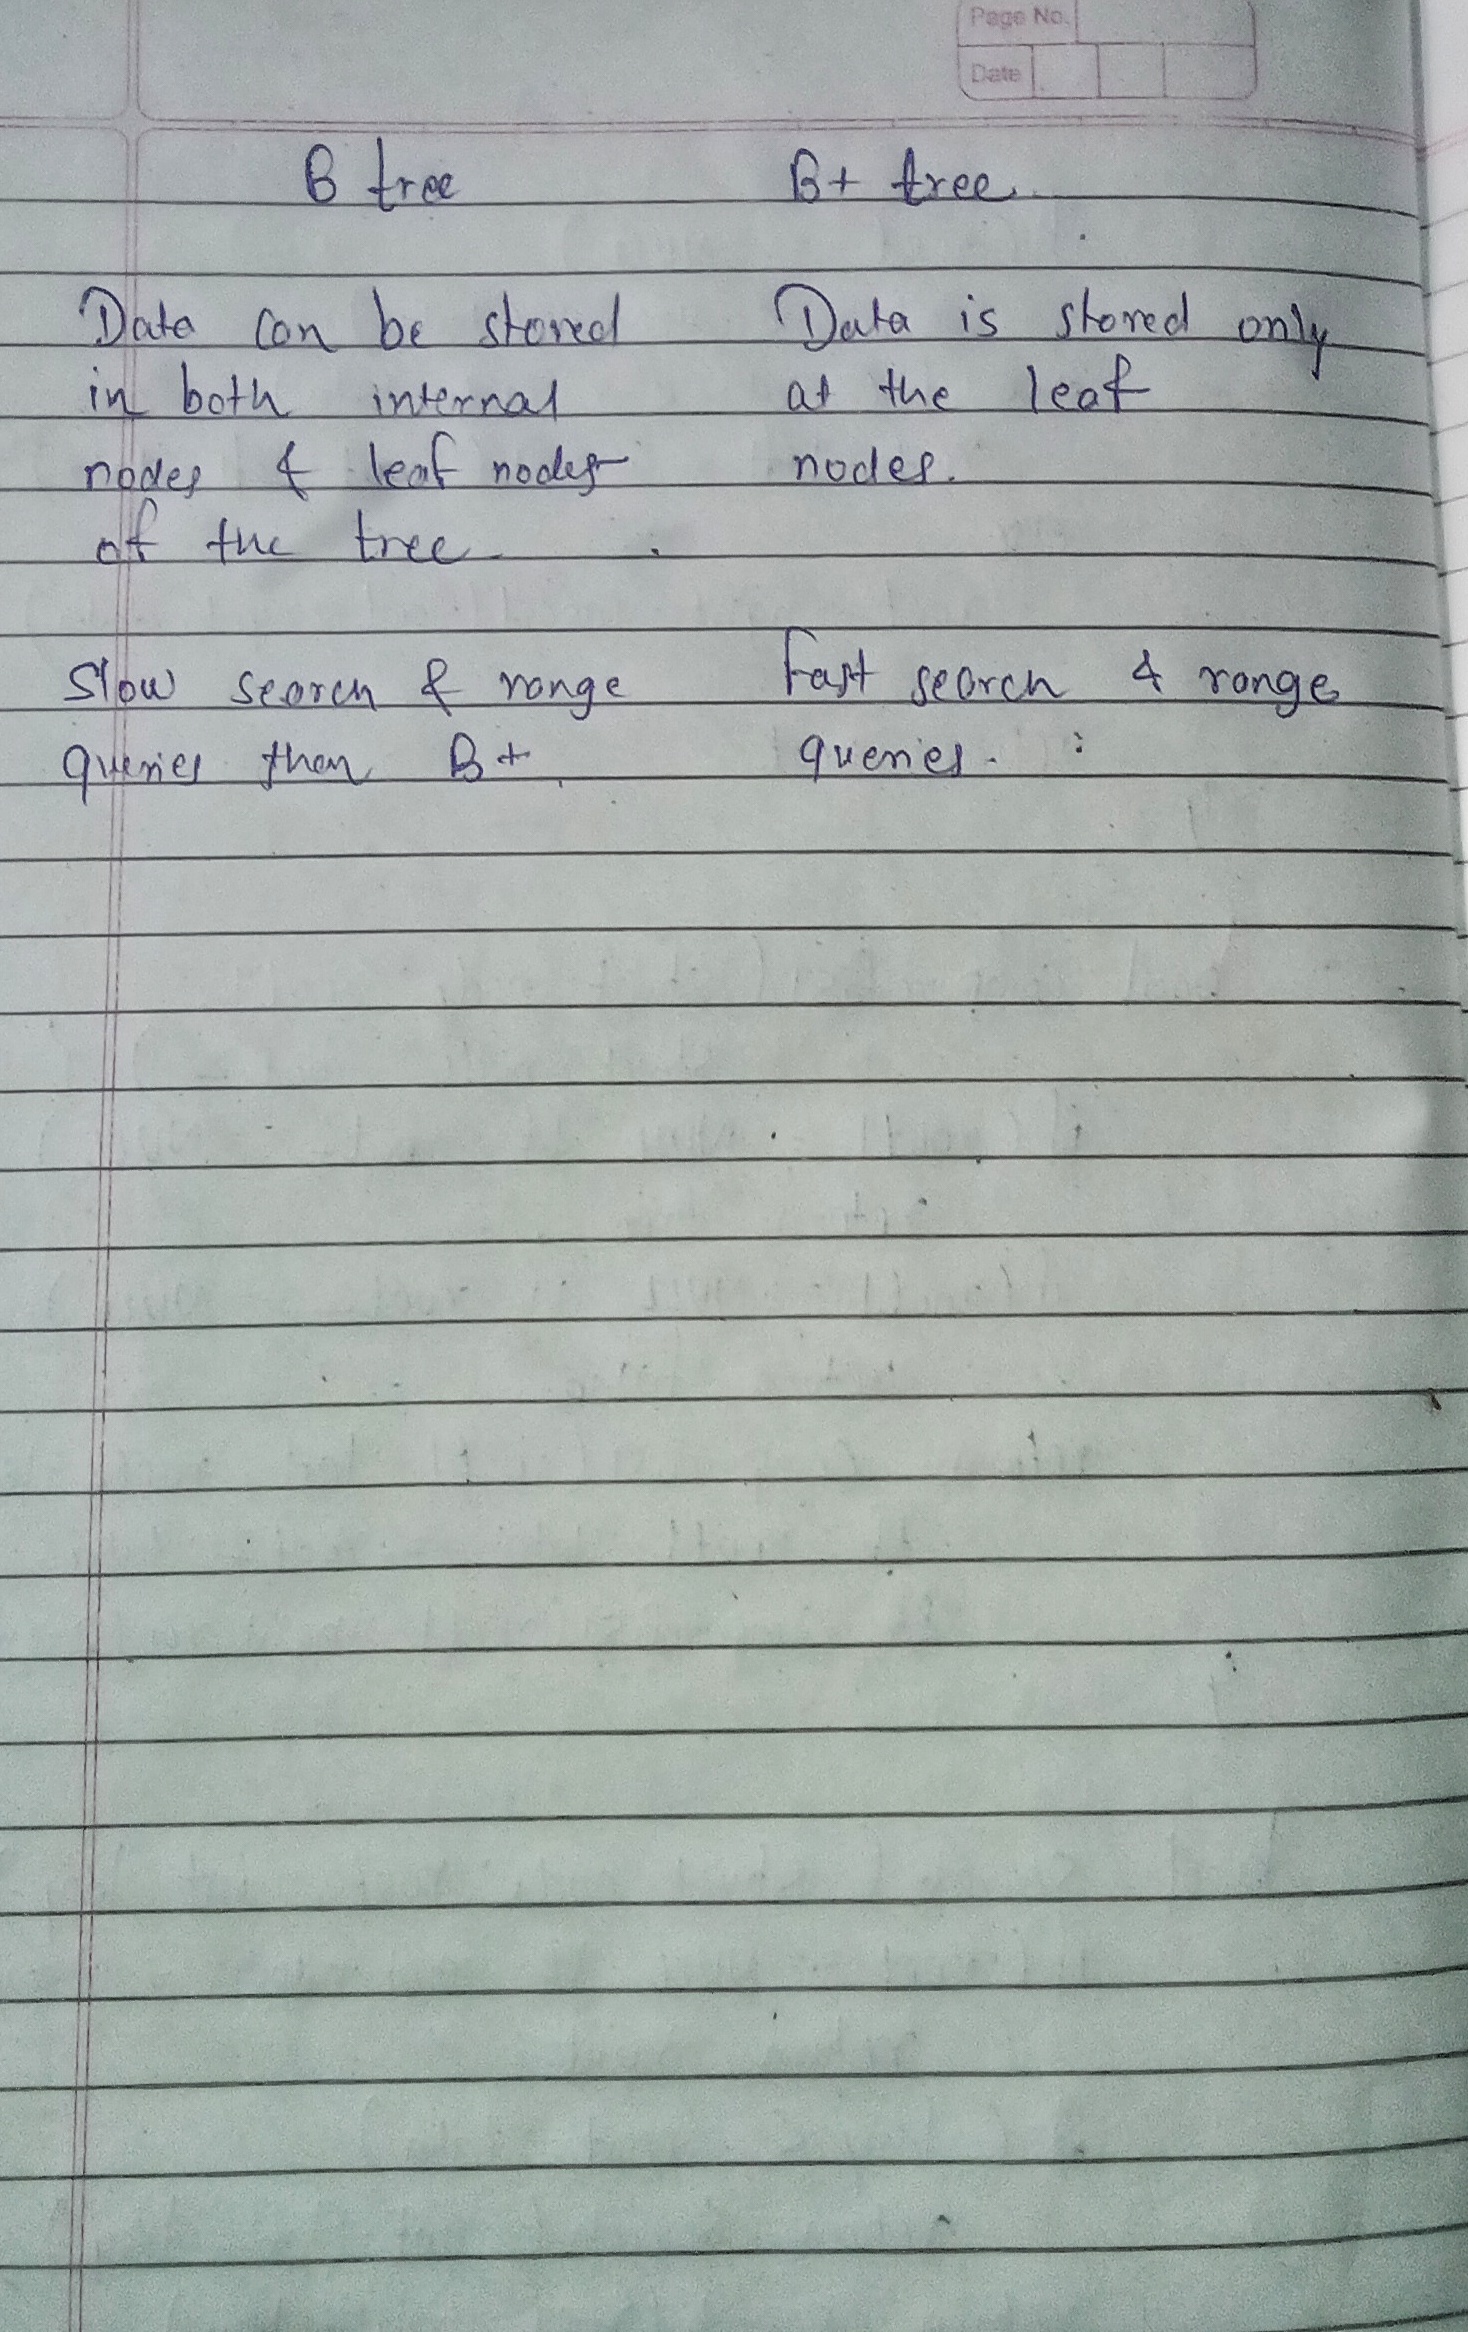 Page No.
Date
B tree
B+ tree
Data can be stored
in both internal
nodes & leaf nodes
of the tree
Data is stored only
at the leaf
nodes.
Slow search & range
queries than B+
Fast search & range
queries.